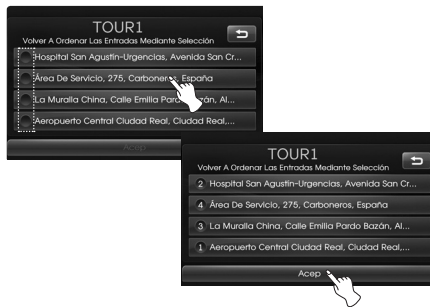 TOUR1
Volver A Ordenar Las Entradas Mediante Selección
Hospital San Agustín-Urgencias, Avenida San Cr...
Área De Servicio, 275, Carboneros, España
La Muralla China, Calle Emilia Pardo Bazán, Al...
Aeropuerto Central Ciudad Real, Ciudad Real,...
Acep
TOUR1
Volver A Ordenar Las Entradas Mediante Selección
2 Hospital San Agustín-Urgencias, Avenida San Cr...
4 Área De Servicio, 275, Carboneros, España
3 La Muralla China, Calle Emilia Pardo Bazán, Al...
1 Aeropuerto Central Ciudad Real, Ciudad Real,...
Acep